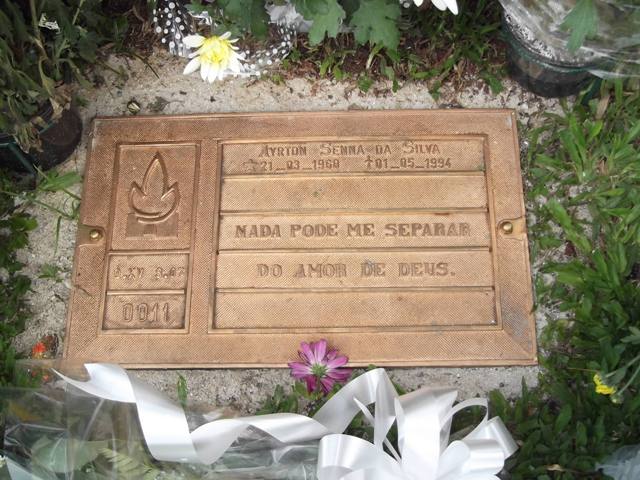 AYRTON SENNA DA SILVA
☆21_03_1960 ✝01_05_1994
NADA PODE ME SEPARAR
DO AMOR DE DEUS.
0011